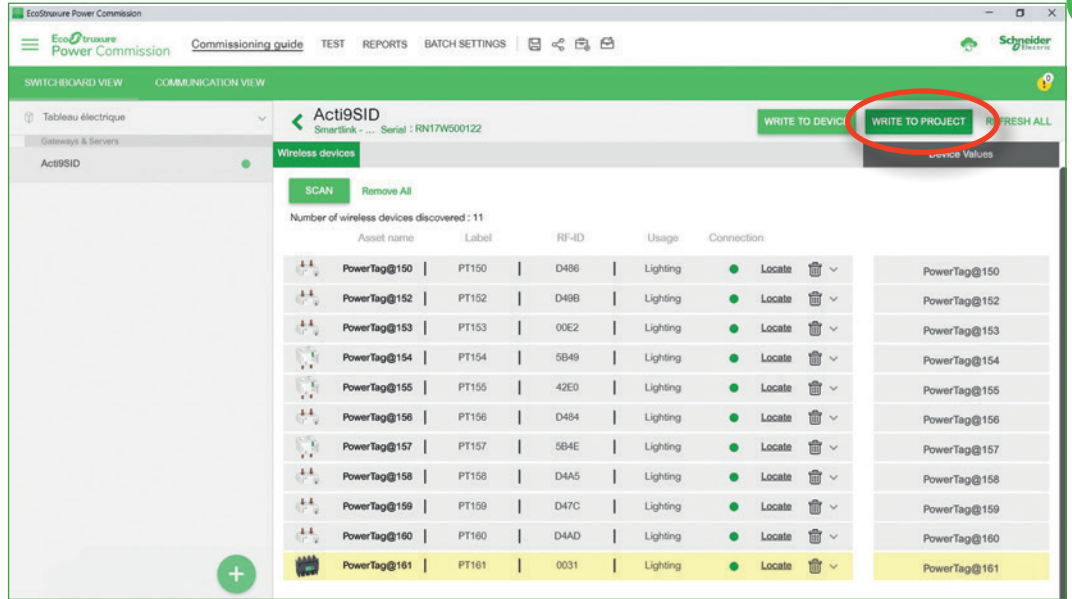 EcoStruxure Power Commission
EcoStruxure Power Commission Commissioning guide TEST REPORTS BATCH SETTINGS Schneider Electric
SWITCHBOARD VIEW COMMUNICATION VIEW
Tableau électrique
Gateways & Servers
Acti9SID
Acti9SID
Smartlink - ... Serial : RN17W500122
WRITE TO DEVICE WRITE TO PROJECT REFRESH ALL
Wireless devices Device Values
SCAN Remove All
Number of wireless devices discovered : 11
Asset name Label RF-ID Usage Connection
PowerTag@150 | PT150 | D486 | Lighting Locate PowerTag@150
PowerTag@152 | PT152 | D49B | Lighting Locate PowerTag@152
PowerTag@153 | PT153 | 00E2 | Lighting Locate PowerTag@153
PowerTag@154 | PT154 | 5B49 | Lighting Locate PowerTag@154
PowerTag@155 | PT155 | 42E0 | Lighting Locate PowerTag@155
PowerTag@156 | PT156 | D484 | Lighting Locate PowerTag@156
PowerTag@157 | PT157 | 5B4E | Lighting Locate PowerTag@157
PowerTag@158 | PT158 | D4A5 | Lighting Locate PowerTag@158
PowerTag@159 | PT159 | D47C | Lighting Locate PowerTag@159
PowerTag@160 | PT160 | D4AD | Lighting Locate PowerTag@160
PowerTag@161 | PT161 | 0031 | Lighting Locate PowerTag@161